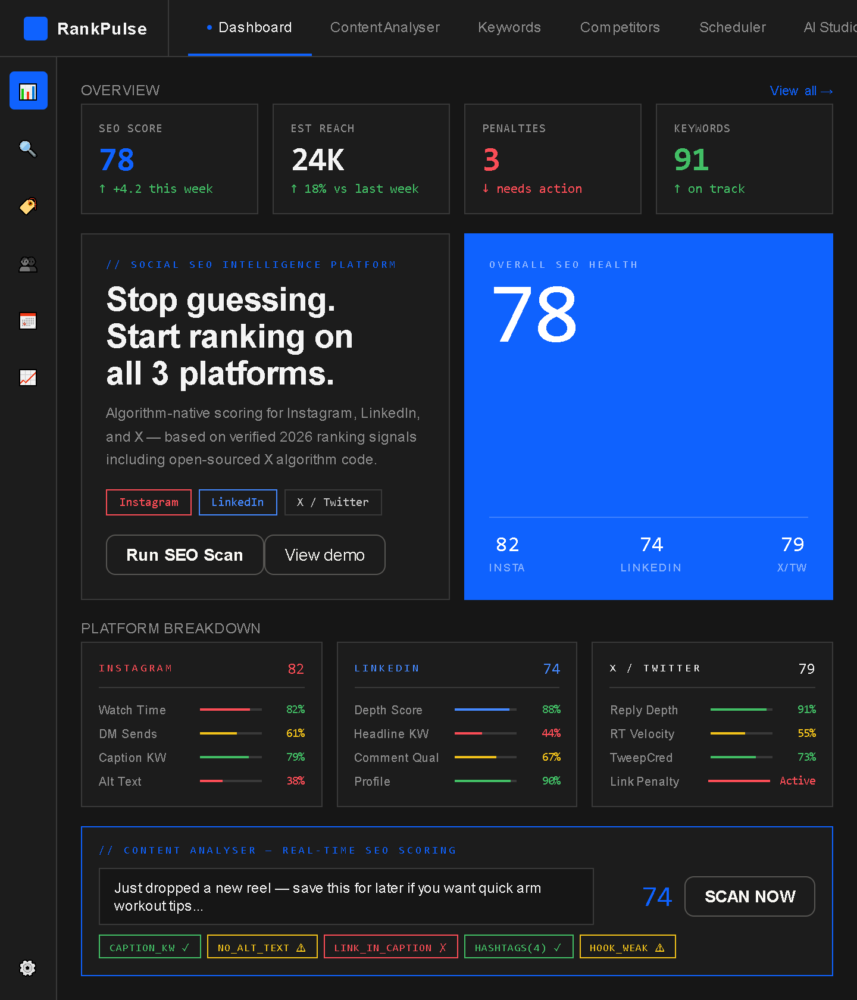 RankPulse
Dashboard
Content Analyser
Keywords
Competitors
Scheduler
AI Studio
OVERVIEW
View all →
SEO SCORE
78
↑ +4.2 this week
EST REACH
24K
↑ 18% vs last week
PENALTIES
3
↓ needs action
KEYWORDS
91
↑ on track
// SOCIAL SEO INTELLIGENCE PLATFORM
Stop guessing.
Start ranking on
all 3 platforms.
Algorithm-native scoring for Instagram, LinkedIn,
and X — based on verified 2026 ranking signals
including open-sourced X algorithm code.
Instagram
LinkedIn
X / Twitter
Run SEO Scan
View demo
OVERALL SEO HEALTH
78
82
INSTA
74
LINKEDIN
79
X/TW
PLATFORM BREAKDOWN
INSTAGRAM 82
Watch Time 82%
DM Sends 61%
Caption KW 79%
Alt Text 38%
LINKEDIN 74
Depth Score 88%
Headline KW 44%
Comment Qual 67%
Profile 90%
X / TWITTER 79
Reply Depth 91%
RT Velocity 55%
TweepCred 73%
Link Penalty Active
// CONTENT ANALYSER — REAL-TIME SEO SCORING
Just dropped a new reel — save this for later if you want quick arm
workout tips...
74
SCAN NOW
CAPTION_KW ✓
NO_ALT_TEXT ⚠
LINK_IN_CAPTION ✗
HASHTAGS(4) ✓
HOOK_WEAK ⚠